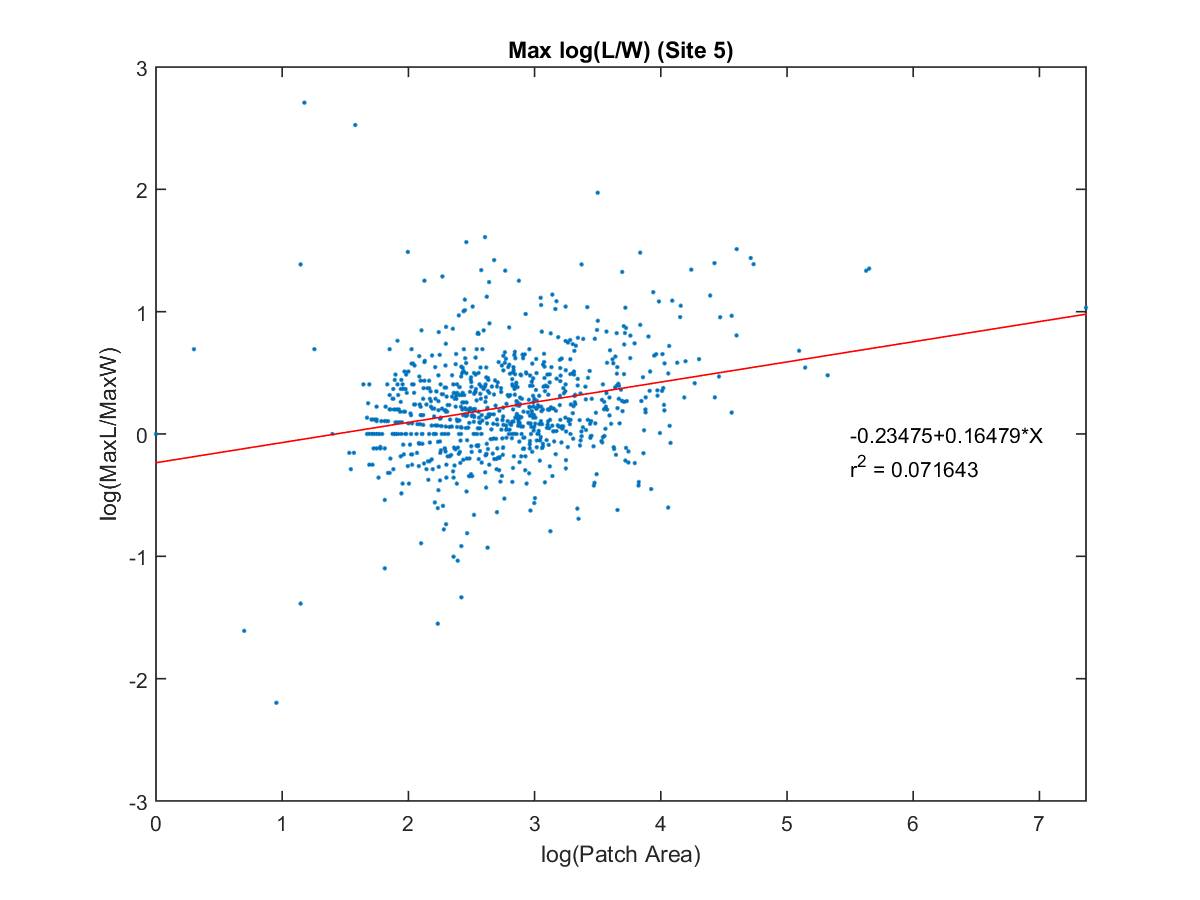 Max log(L/W) (Site 5)
3
2
1
0
-1
-2
-3
log(MaxL/MaxW)
-0.23475+0.16479*X
r² = 0.071643
0 1 2 3 4 5 6 7
log(Patch Area)